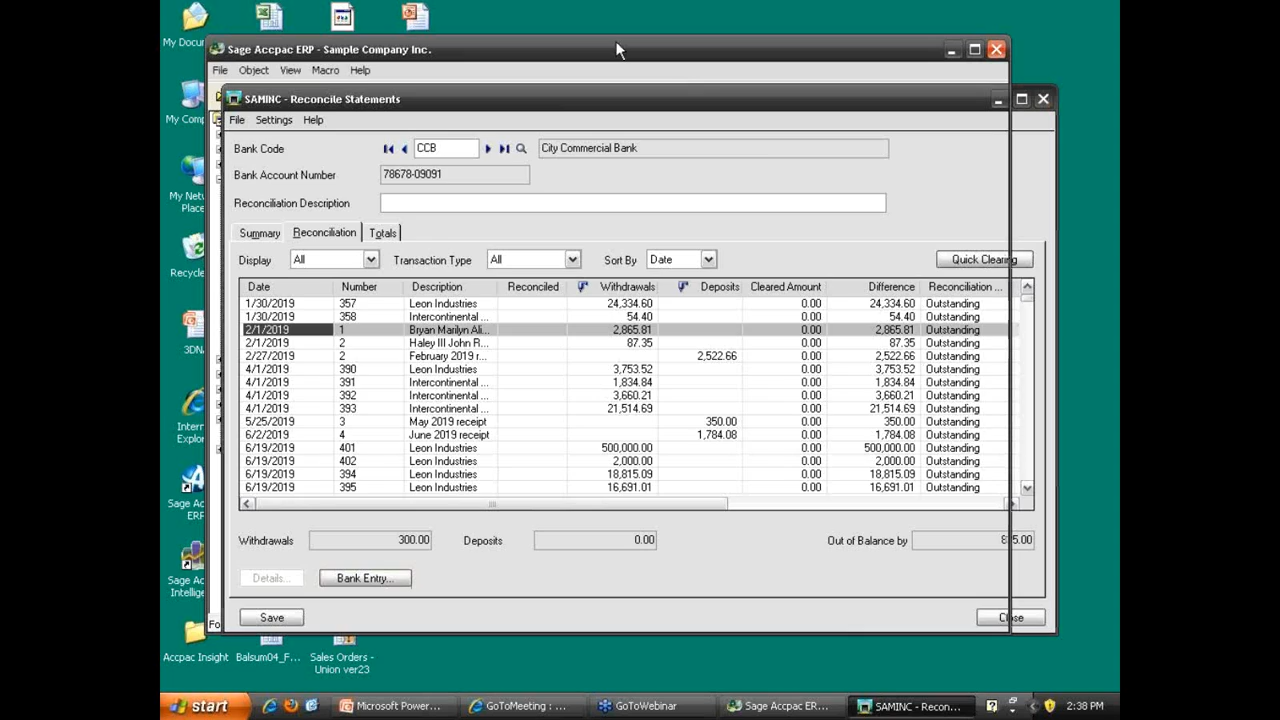 My Docu
Sage Accpac ERP - Sample Company Inc.
File Object View Macro Help
My Comp
SAMINC - Reconcile Statements
File Settings Help
Bank Code CCB City Commercial Bank
Bank Account Number 78678-09091
My Net
Place
Reconciliation Description
Summary Reconciliation Totals
Display All Transaction Type All Sort By Date Quick Clearing
Recycle
Date Number Description Reconciled Withdrawals Deposits Cleared Amount Difference Reconciliation ...
1/30/2019 357 Leon Industries 24,334.60 0.00 24,334.60 Outstanding
1/30/2019 358 Intercontinental ... 54.40 0.00 54.40 Outstanding
2/1/2019 1 Bryan Marilyn Ali... 2,865.81 0.00 2,865.81 Outstanding
2/1/2019 2 Haley III John R... 87.35 0.00 87.35 Outstanding
3DNA
2/27/2019 2 February 2019 r... 2,522.66 0.00 2,522.66 Outstanding
4/1/2019 390 Leon Industries 3,753.52 0.00 3,753.52 Outstanding
4/1/2019 391 Intercontinental ... 1,834.84 0.00 1,834.84 Outstanding
4/1/2019 392 Intercontinental ... 3,660.21 0.00 3,660.21 Outstanding
4/1/2019 393 Intercontinental ... 21,514.69 0.00 21,514.69 Outstanding
5/25/2019 3 May 2019 receipt 350.00 0.00 350.00 Outstanding
Intern
Explor
6/2/2019 4 June 2019 receipt 1,784.08 0.00 1,784.08 Outstanding
6/19/2019 401 Leon Industries 500,000.00 0.00 500,000.00 Outstanding
6/19/2019 402 Leon Industries 2,000.00 0.00 2,000.00 Outstanding
6/19/2019 394 Leon Industries 18,815.09 0.00 18,815.09 Outstanding
6/19/2019 395 Leon Industries 16,691.01 0.00 16,691.01 Outstanding
Sage Ac
ERP
Withdrawals 300.00 Deposits 0.00 Out of Balance by
Details... Bank Entry...
Sage Ac
Intellige
Save Close
Fo
Accpac Insight Balsum04_F... Sales Orders -
Union ver23
start Microsoft Power... GoToMeeting : ... GoToWebinar Sage Accpac ER... SAMINC - Recon... 2:38 PM